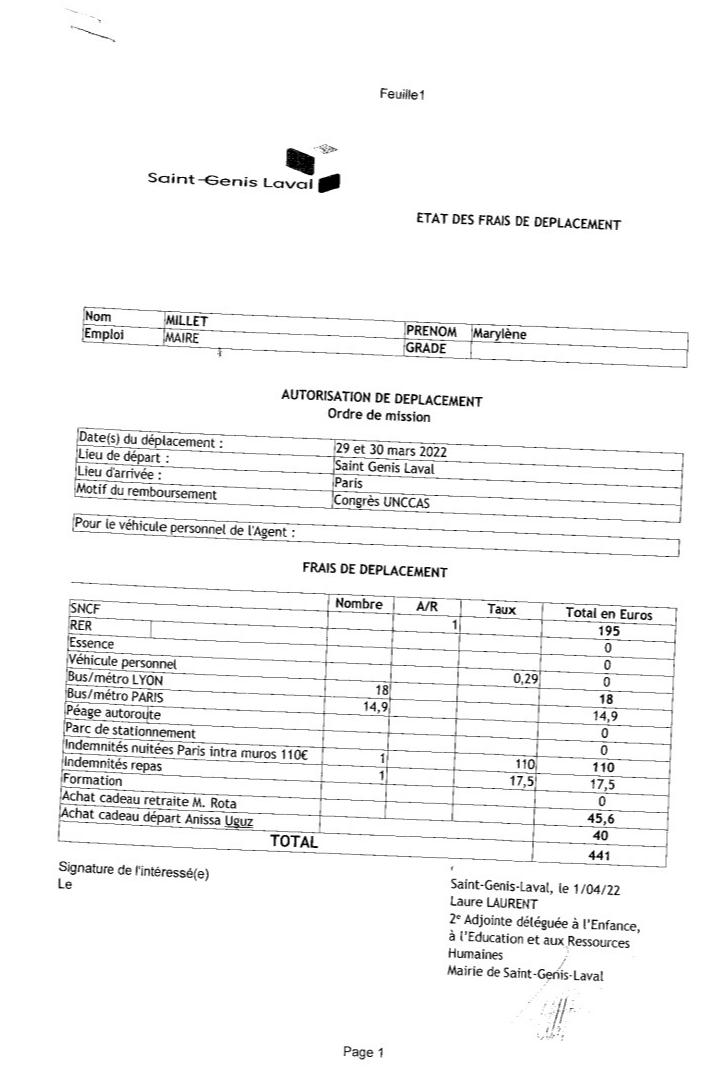 Feuille1
Saint-Genis Laval
ETAT DES FRAIS DE DEPLACEMENT
Nom MILLET PRENOM Marylène
Emploi MAIRE GRADE
AUTORISATION DE DEPLACEMENT
Ordre de mission
Date(s) du déplacement : 29 et 30 mars 2022
Lieu de départ : Saint Genis Laval
Lieu d'arrivée : Paris
Motif du remboursement Congrès UNCCAS
Pour le véhicule personnel de l'Agent :
FRAIS DE DEPLACEMENT
Nombre A/R Taux Total en Euros
SNCF 1 195
RER 0
Essence 0
Véhicule personnel 0,29 0
Bus/métro LYON 18 18
Bus/métro PARIS 14,9 14,9
Péage autoroute 0
Parc de stationnement 0
Indemnités nuitées Paris intra muros 110€ 1 110 110
Indemnités repas 1 17,5 17,5
Formation 0
Achat cadeau retraite M. Rota 45,6
Achat cadeau départ Anissa Uguz 40
TOTAL 441
Signature de l'intéressé(e)
Le
Saint-Genis-Laval, le 1/04/22
Laure LAURENT
2e Adjointe déléguée à l'Enfance,
à l'Education et aux Ressources
Humaines
Mairie de Saint-Genis-Laval
Page 1